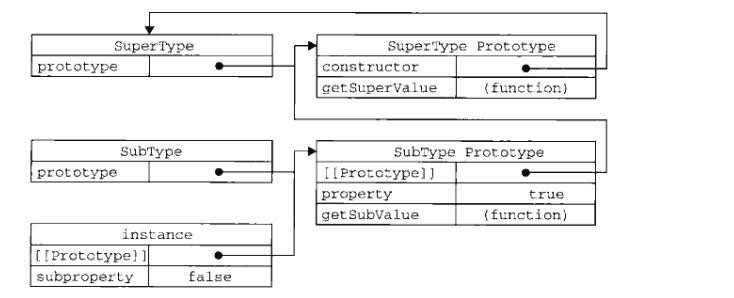 SuperType
prototype
SuperType Prototype
constructor
getSuperValue (function)
SubType
prototype
SubType Prototype
[[Prototype]]
property true
getSubValue (function)
instance
[[Prototype]]
subproperty false